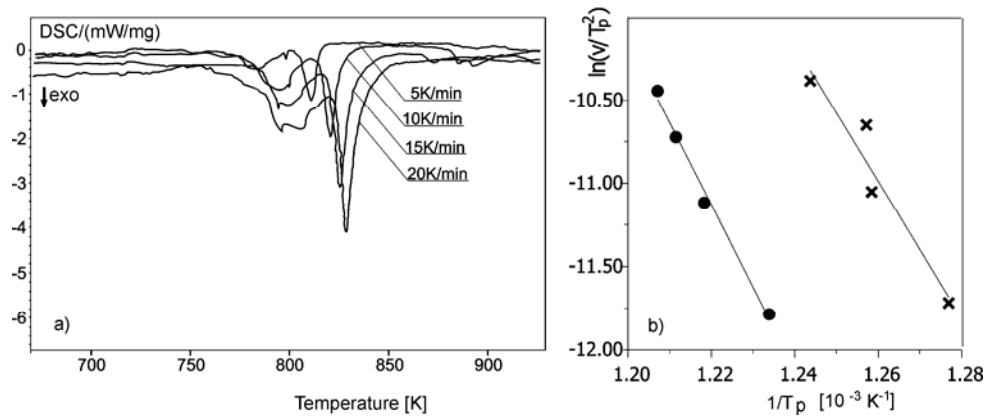 DSC/(mW/mg)
0
-1
-2
-3
-4
-5
-6
exo
5K/min
10K/min
15K/min
20K/min
a)
700 750 800 850 900
Temperature [K]
ln(v/Tp²)
-10.50
-11.00
-11.50
-12.00
b)
1.20 1.22 1.24 1.26 1.28
1/Tp [10⁻³ K⁻¹]